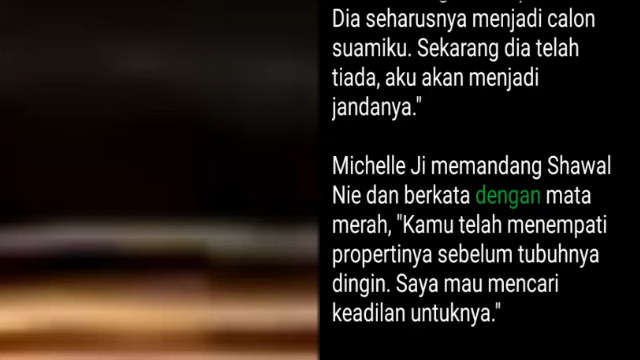 Dia seharusnya menjadi calon
suamiku. Sekarang dia telah
tiada, aku akan menjadi
jandanya."
Michelle Ji memandang Shawal
Nie dan berkata dengan mata
merah, "Kamu telah menempati
propertinya sebelum tubuhnya
dingin. Saya mau mencari
keadilan untuknya."